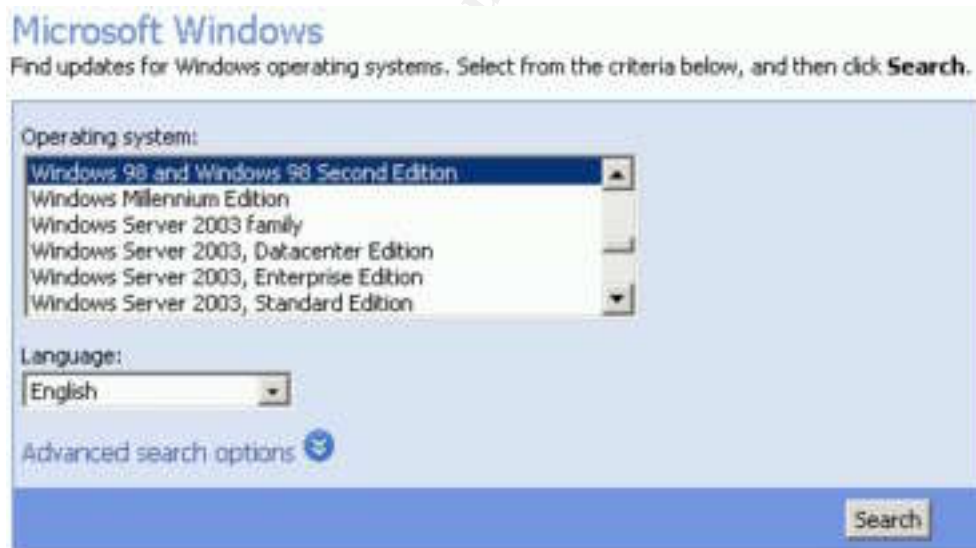 Microsoft Windows
Find updates for Windows operating systems. Select from the criteria below, and then click Search.
Operating system:
Windows 98 and Windows 98 Second Edition
Windows Millennium Edition
Windows Server 2003 family
Windows Server 2003, Datacenter Edition
Windows Server 2003, Enterprise Edition
Windows Server 2003, Standard Edition
Language:
English
Advanced search options
Search